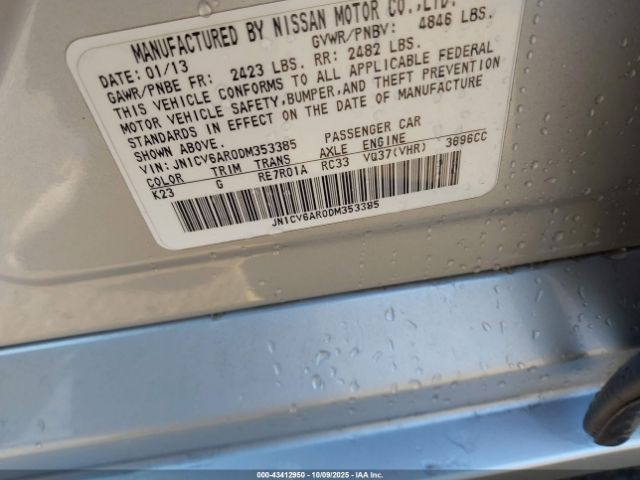 MANUFACTURED BY NISSAN MOTOR CO.,LTD.
DATE: 01/13 GVWR/PNBV: 4846 LBS.
GAWR/PNBE FR: 2423 LBS. RR: 2482 LBS.
THIS VEHICLE CONFORMS TO ALL APPLICABLE FEDERAL
MOTOR VEHICLE SAFETY,BUMPER,AND THEFT PREVENTION
STANDARDS IN EFFECT ON THE DATE OF MANUFACTURE
SHOWN ABOVE.
VIN:JN1CV6AR0DM353385 PASSENGER CAR
COLOR TRIM TRANS AXLE ENGINE
K23 G RE7R01A RC33 VQ37(VHR) 3696CC
JN1CV6AR0DM353385
000-43412950 10/09/2025 IAAI.COM